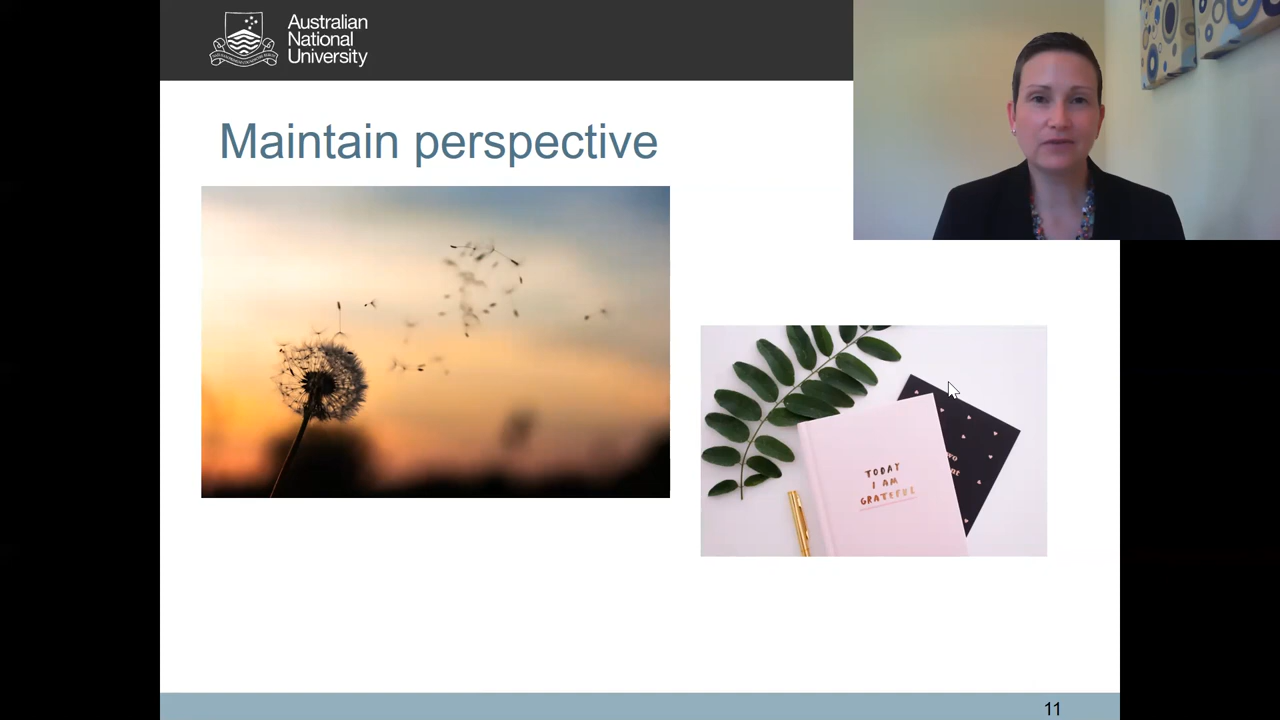 Australian
National
University
Maintain perspective
TODAY
I AM
GRATEFUL
11